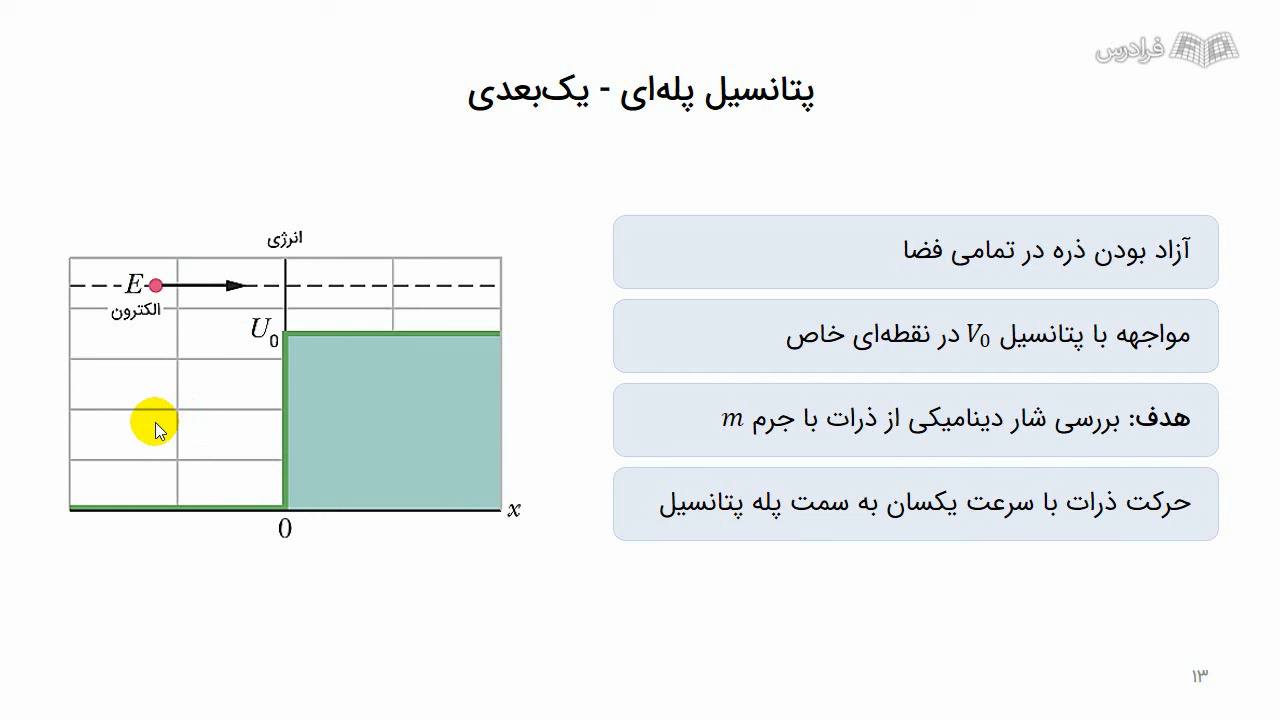 فرادرس
پتانسیل پله‌ای - یک‌بعدی
آزاد بودن ذره در تمامی فضا
مواجهه با پتانسیل V₀ در نقطه‌ای خاص
هدف: بررسی شار دینامیکی از ذرات با جرم m
حرکت ذرات با سرعت یکسان به سمت پله پتانسیل
انرژی
E
الکترون
U₀
x
0
۱۳